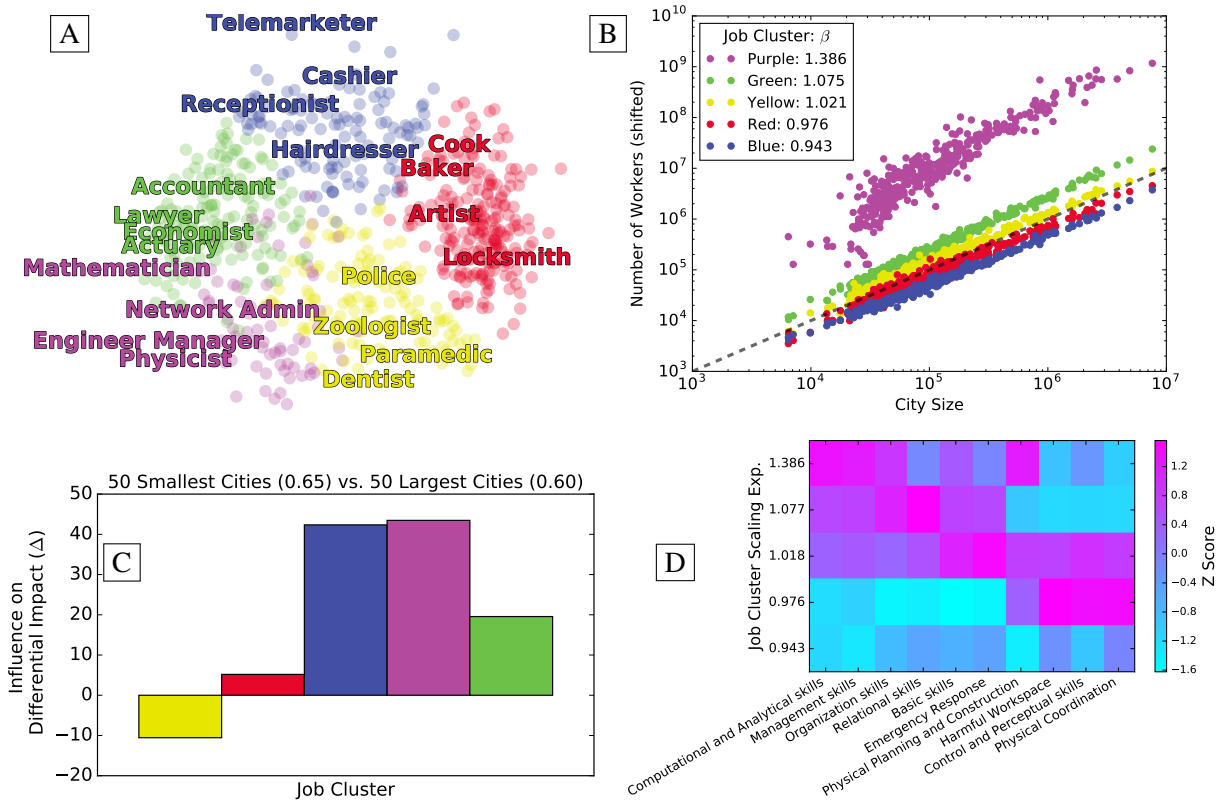 A
Telemarketer
Cashier
Receptionist
Hairdresser
Cook
Baker
Accountant
Lawyer
Artist
Economist
Actuary
Locksmith
Mathematician
Police
Network Admin
Zoologist
Engineer Manager
Physicist
Paramedic
Dentist
B
Number of Workers (shifted)
10^10
10^9
10^8
10^7
10^6
10^5
10^4
10^3
Job Cluster: β
Purple: 1.386
Green: 1.075
Yellow: 1.021
Red: 0.976
Blue: 0.943
10^3 10^4 10^5 10^6 10^7
City Size
50 Smallest Cities (0.65) vs. 50 Largest Cities (0.60)
C
Influence on
Differential Impact (Δ)
50
40
30
20
10
0
−10
−20
Job Cluster
D
Job Cluster Scaling Exp.
1.386
1.077
1.018
0.976
0.943
Computational and Analytical skills
Management skills
Organization skills
Relational skills
Basic skills
Emergency Response
Physical Planning and Construction
Harmful Workspace
Control and Perceptual skills
Physical Coordination
1.2
0.8
0.4
0.0
−0.4
−0.8
−1.2
−1.6
Z Score